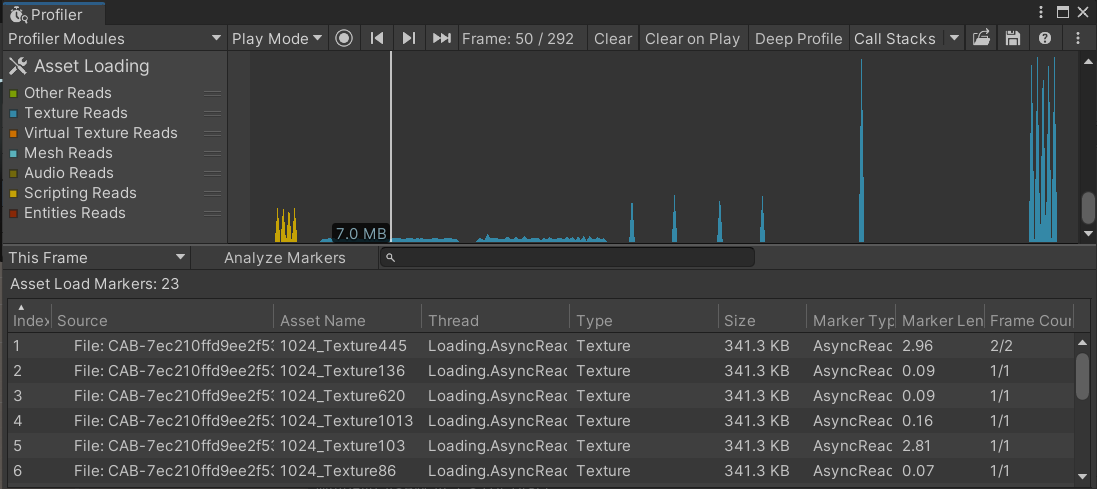 Profiler
Profiler Modules Play Mode Frame: 50 / 292 Clear Clear on Play Deep Profile Call Stacks
Asset Loading
Other Reads
Texture Reads
Virtual Texture Reads
Mesh Reads
Audio Reads
Scripting Reads
Entities Reads
7.0 MB
This Frame Analyze Markers
Asset Load Markers: 23
Index Source Asset Name Thread Type Size Marker Typ Marker Len Frame Cour
1 File: CAB-7ec210ffd9ee2f53 1024_Texture445 Loading.AsyncReac Texture 341.3 KB AsyncReac 2.96 2/2
2 File: CAB-7ec210ffd9ee2f53 1024_Texture136 Loading.AsyncReac Texture 341.3 KB AsyncReac 0.09 1/1
3 File: CAB-7ec210ffd9ee2f53 1024_Texture620 Loading.AsyncReac Texture 341.3 KB AsyncReac 0.09 1/1
4 File: CAB-7ec210ffd9ee2f53 1024_Texture1013 Loading.AsyncReac Texture 341.3 KB AsyncReac 0.16 1/1
5 File: CAB-7ec210ffd9ee2f53 1024_Texture103 Loading.AsyncReac Texture 341.3 KB AsyncReac 2.81 1/1
6 File: CAB-7ec210ffd9ee2f53 1024_Texture86 Loading.AsyncReac Texture 341.3 KB AsyncReac 0.07 1/1